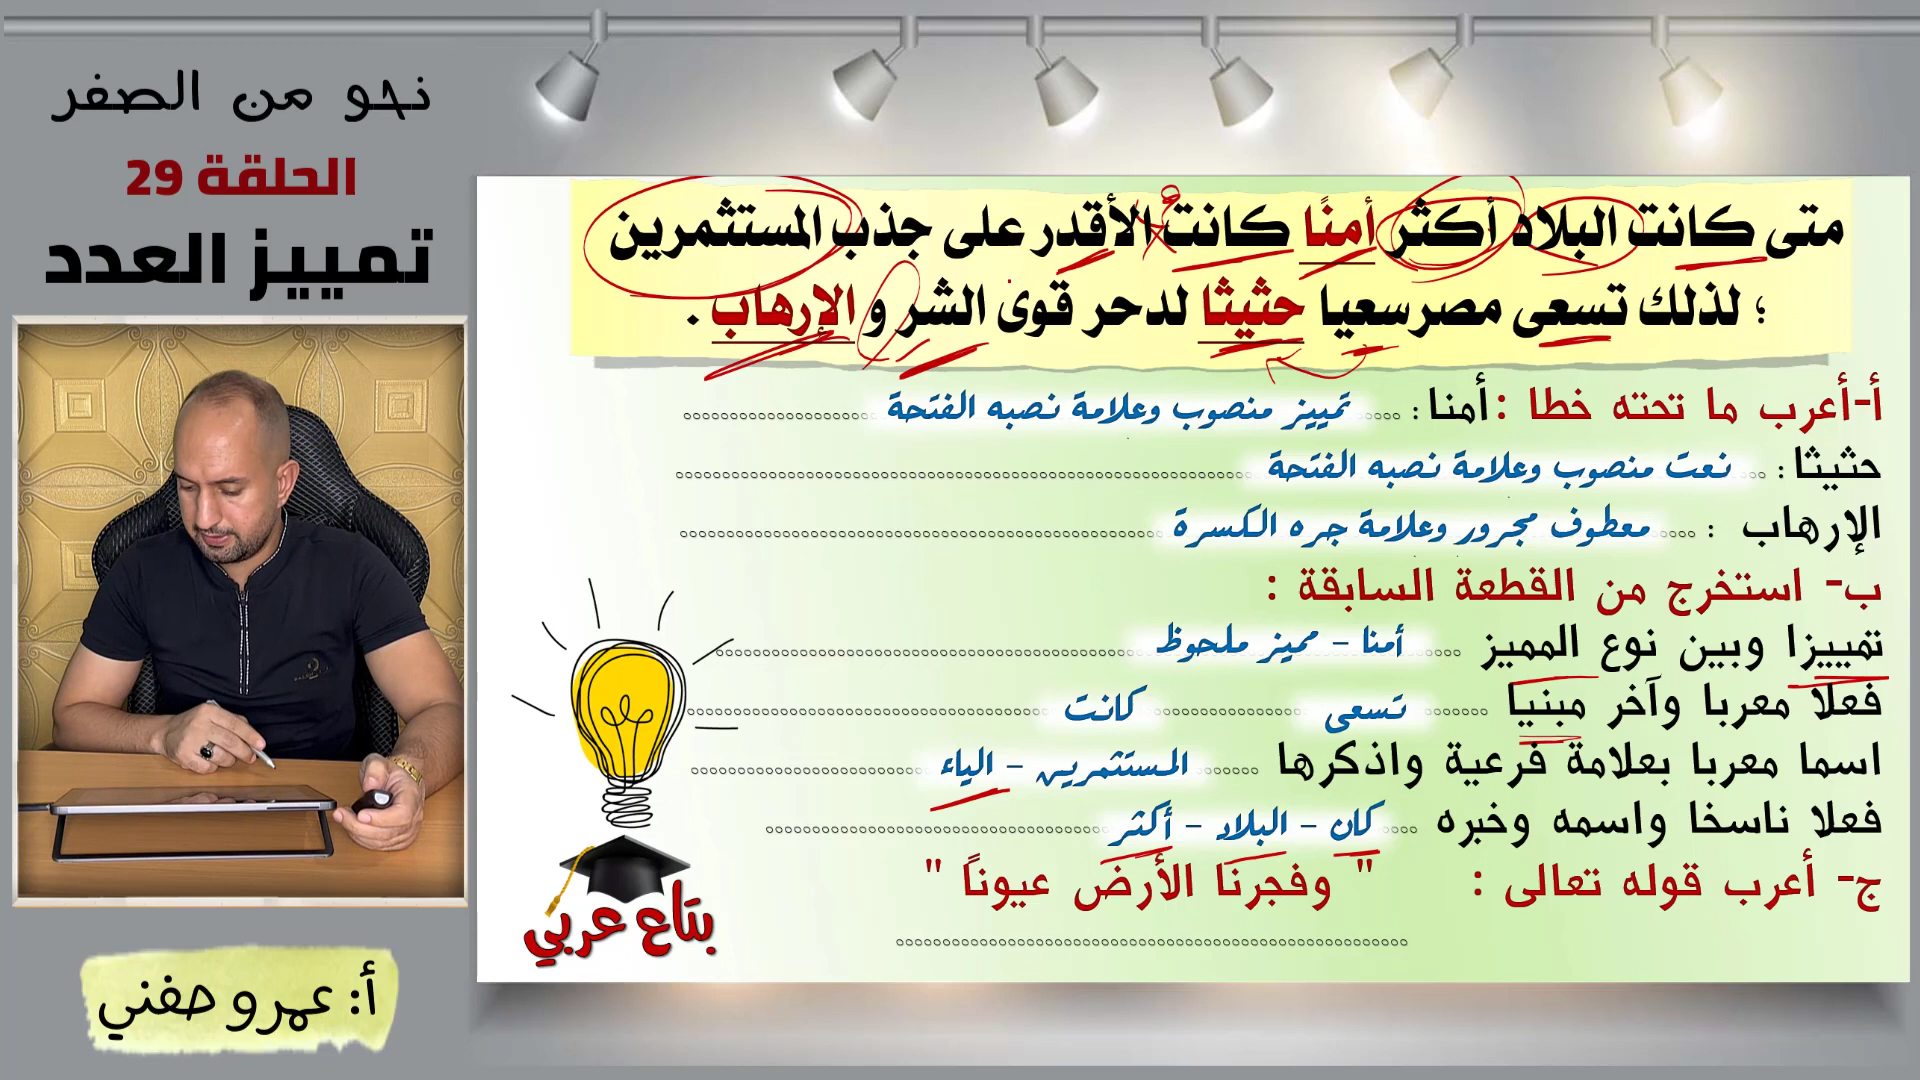 نحو من الصفر
الحلقة 29
تمييز العدد
متى كانت البلاد أكثر أمنًا كانت الأقدر على جذب المستثمرين
؛ لذلك تسعى مصر سعيا حثيثا لدحر قوى الشر و الإرهاب .
أ- أعرب ما تحته خطا : أمنا : تمييز منصوب وعلامة نصبه الفتحة
حثيثا : نعت منصوب وعلامة نصبه الفتحة
الإرهاب : معطوف مجرور وعلامة جره الكسرة
ب- استخرج من القطعة السابقة :
تمييزا وبين نوع المميز أمنا – مميز ملحوظ
فعلا معربا وآخر مبنيا تسعى كانت
اسما معربا بعلامة فرعية واذكرها المستثمرين – الياء
فعلا ناسخا واسمه وخبره كان – البلاد – أكثر
ج- أعرب قوله تعالى : " وفجرنا الأرض عيوناً "
بتاع عربي
أ: عمرو حفني